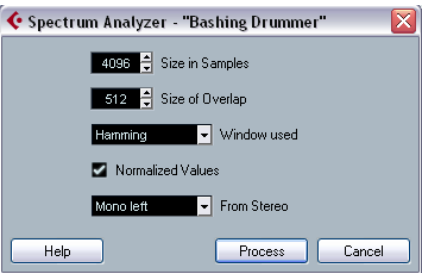 Spectrum Analyzer - "Bashing Drummer"
4096 Size in Samples
512 Size of Overlap
Hamming Window used
Normalized Values
Mono left From Stereo
Help Process Cancel